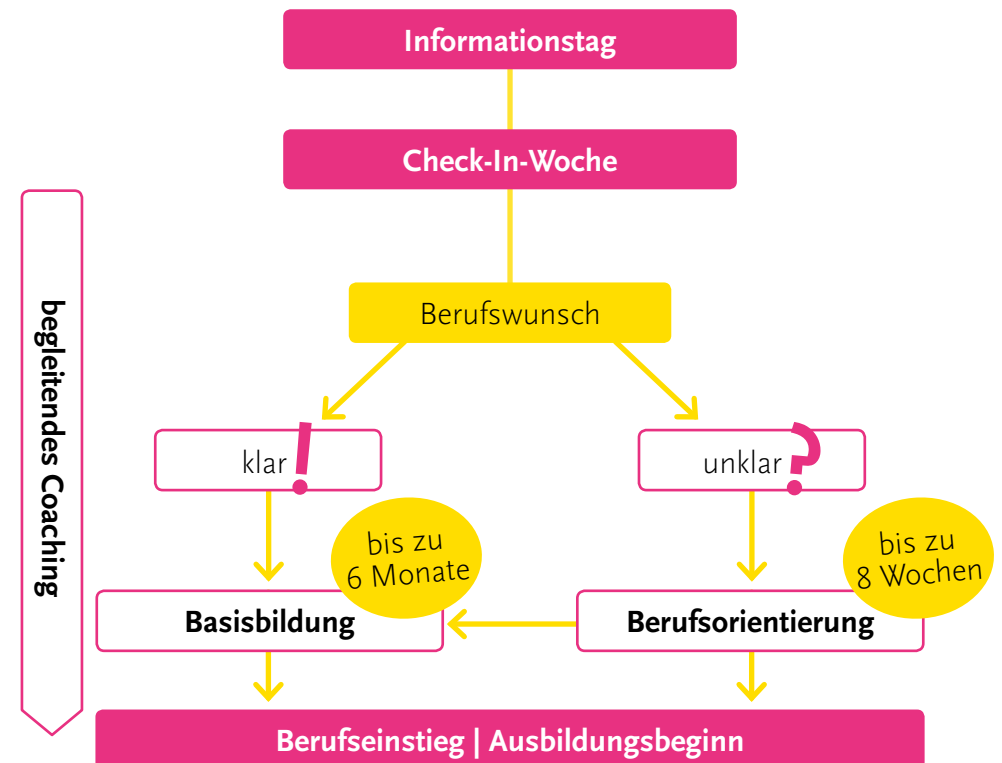 Informationstag
Check-In-Woche
begleitendes Coaching
Berufswunsch
klar !
unklar ?
bis zu
6 Monate
bis zu
8 Wochen
Basisbildung
Berufsorientierung
Berufseinstieg | Ausbildungsbeginn